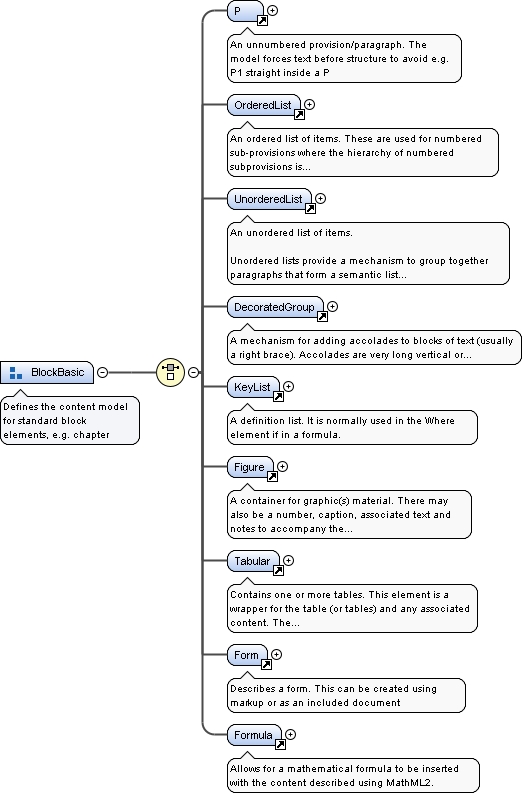 P
An unnumbered provision/paragraph. The
model forces text before structure to avoid e.g.
P1 straight inside a P
OrderedList
An ordered list of items. These are used for numbered
sub-provisions where the hierarchy of numbered
subprovisions is...
UnorderedList
An unordered list of items.
Unordered lists provide a mechanism to group together
paragraphs that form a semantic list...
DecoratedGroup
A mechanism for adding accolades to blocks of text (usually
a right brace). Accolades are very long vertical or...
BlockBasic
Defines the content model
for standard block
elements, e.g. chapter
KeyList
A definition list. It is normally used in the Where
element if in a formula.
Figure
A container for graphic(s) material. There may
also be a number, caption, associated text and
notes to accompany the...
Tabular
Contains one or more tables. This element is a
wrapper for the table (or tables) and any associated
content. The...
Form
Describes a form. This can be created using
markup or as an included document
Formula
Allows for a mathematical formula to be inserted
with the content described using MathML2.